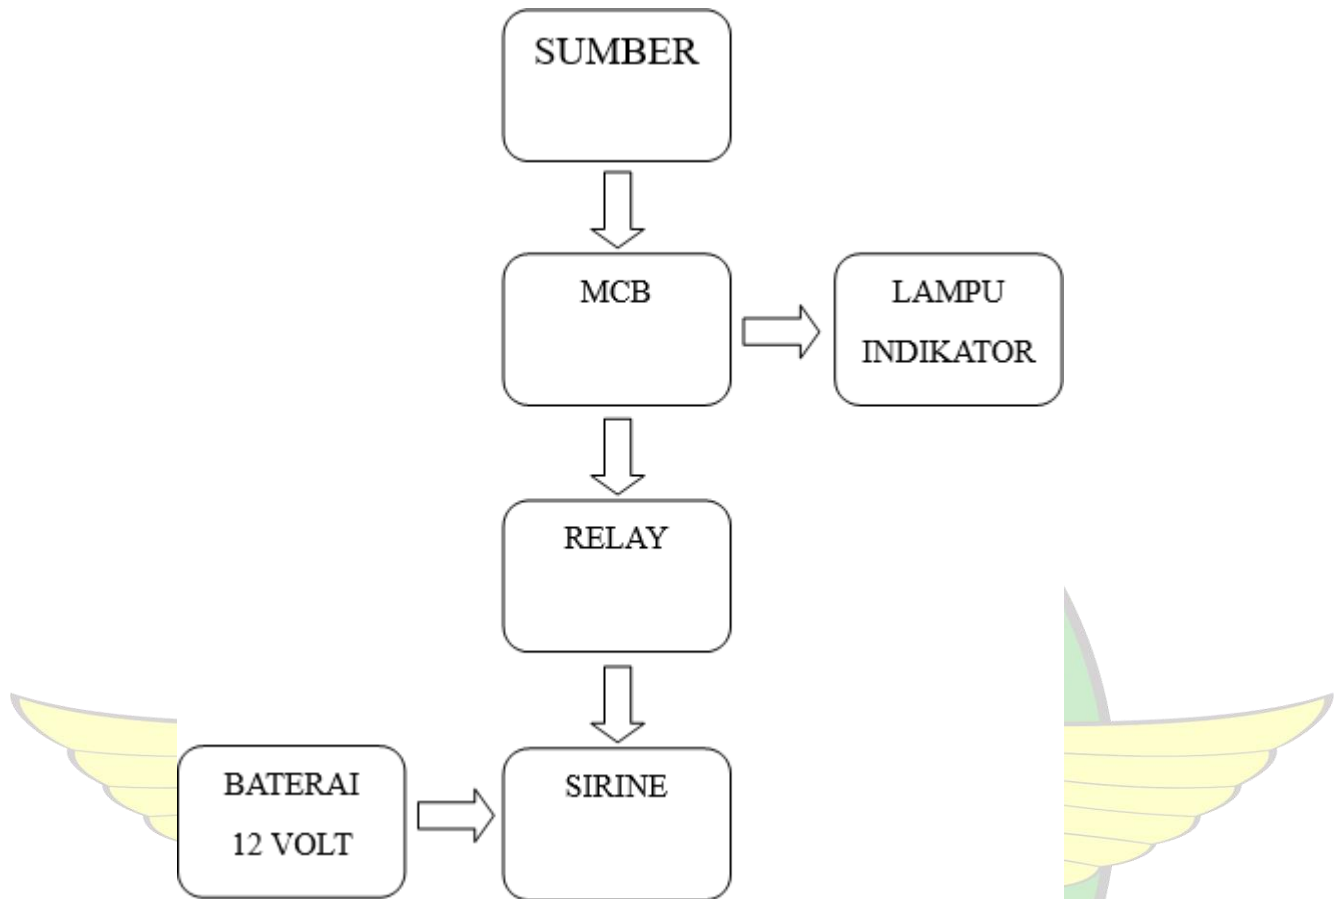 SUMBER
MCB
LAMPU
INDIKATOR
RELAY
BATERAI
12 VOLT
SIRINE